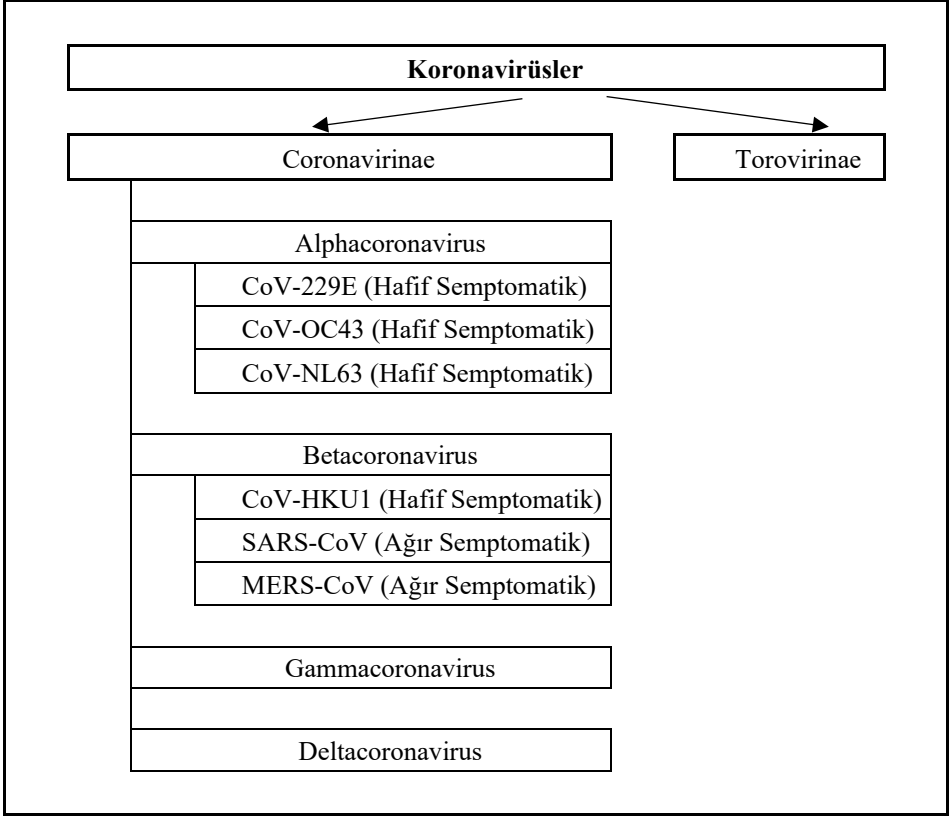 Koronavirüsler
Coronavirinae
Torovirinae
Alphacoronavirus
CoV-229E (Hafif Semptomatik)
CoV-OC43 (Hafif Semptomatik)
CoV-NL63 (Hafif Semptomatik)
Betacoronavirus
CoV-HKU1 (Hafif Semptomatik)
SARS-CoV (Ağır Semptomatik)
MERS-CoV (Ağır Semptomatik)
Gammacoronavirus
Deltacoronavirus